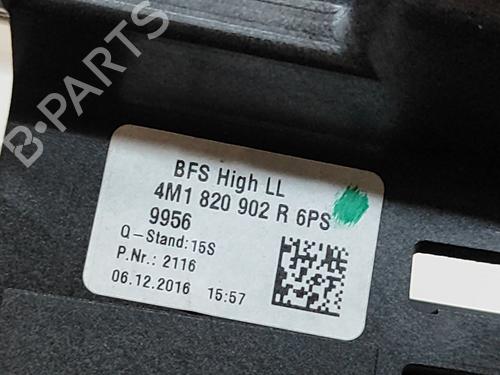 B-PARTS
BFS High LL
4M1 820 902 R 6PS
9956
Q-Stand:15S
P.Nr.: 2116
06.12.2016 15:57